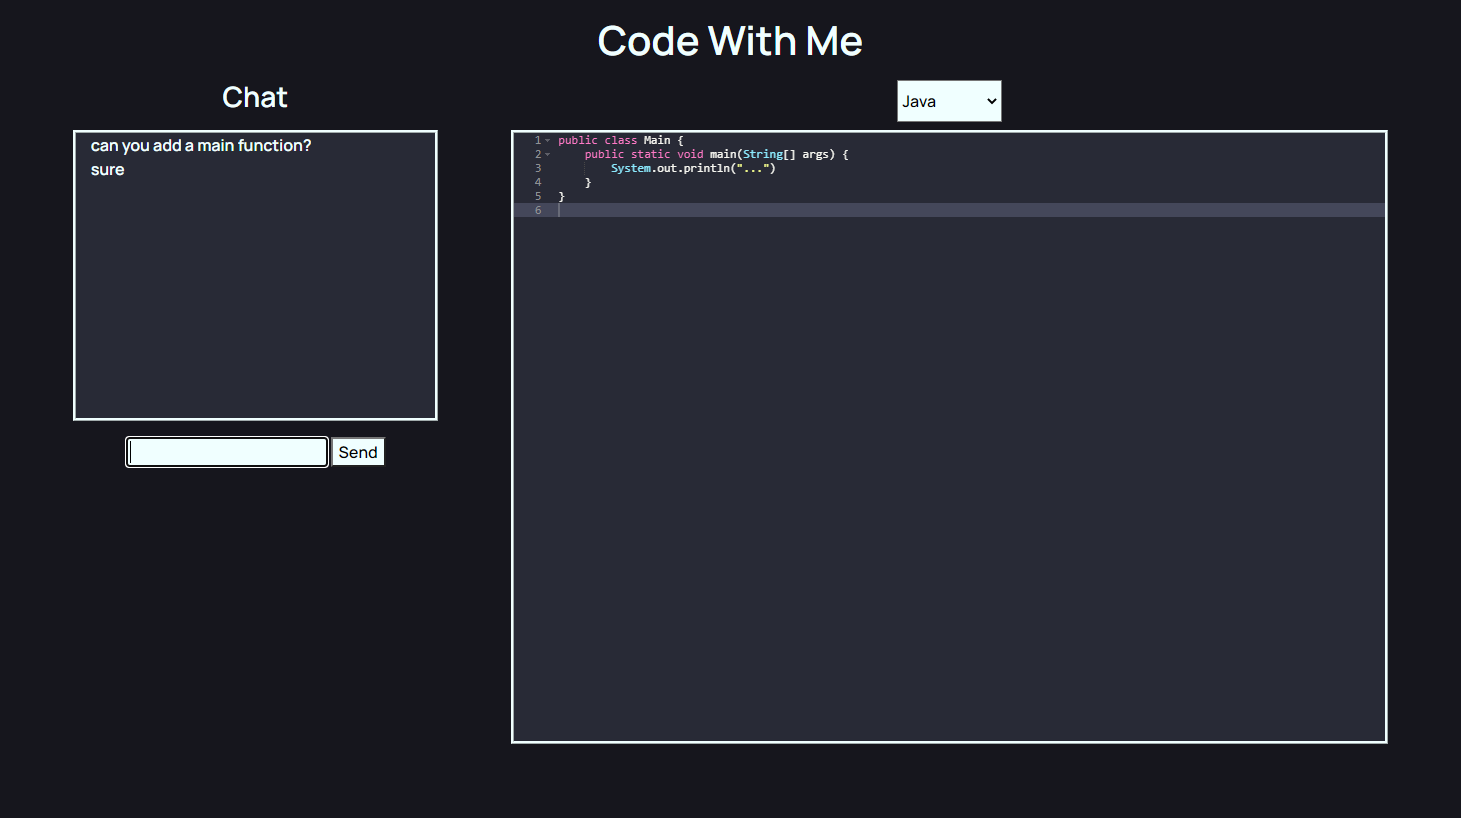 Code With Me
Chat
can you add a main function?
sure
Send
Java
1 public class Main {
2     public static void main(String[] args) {
3         System.out.println("...")
4     }
5 }
6